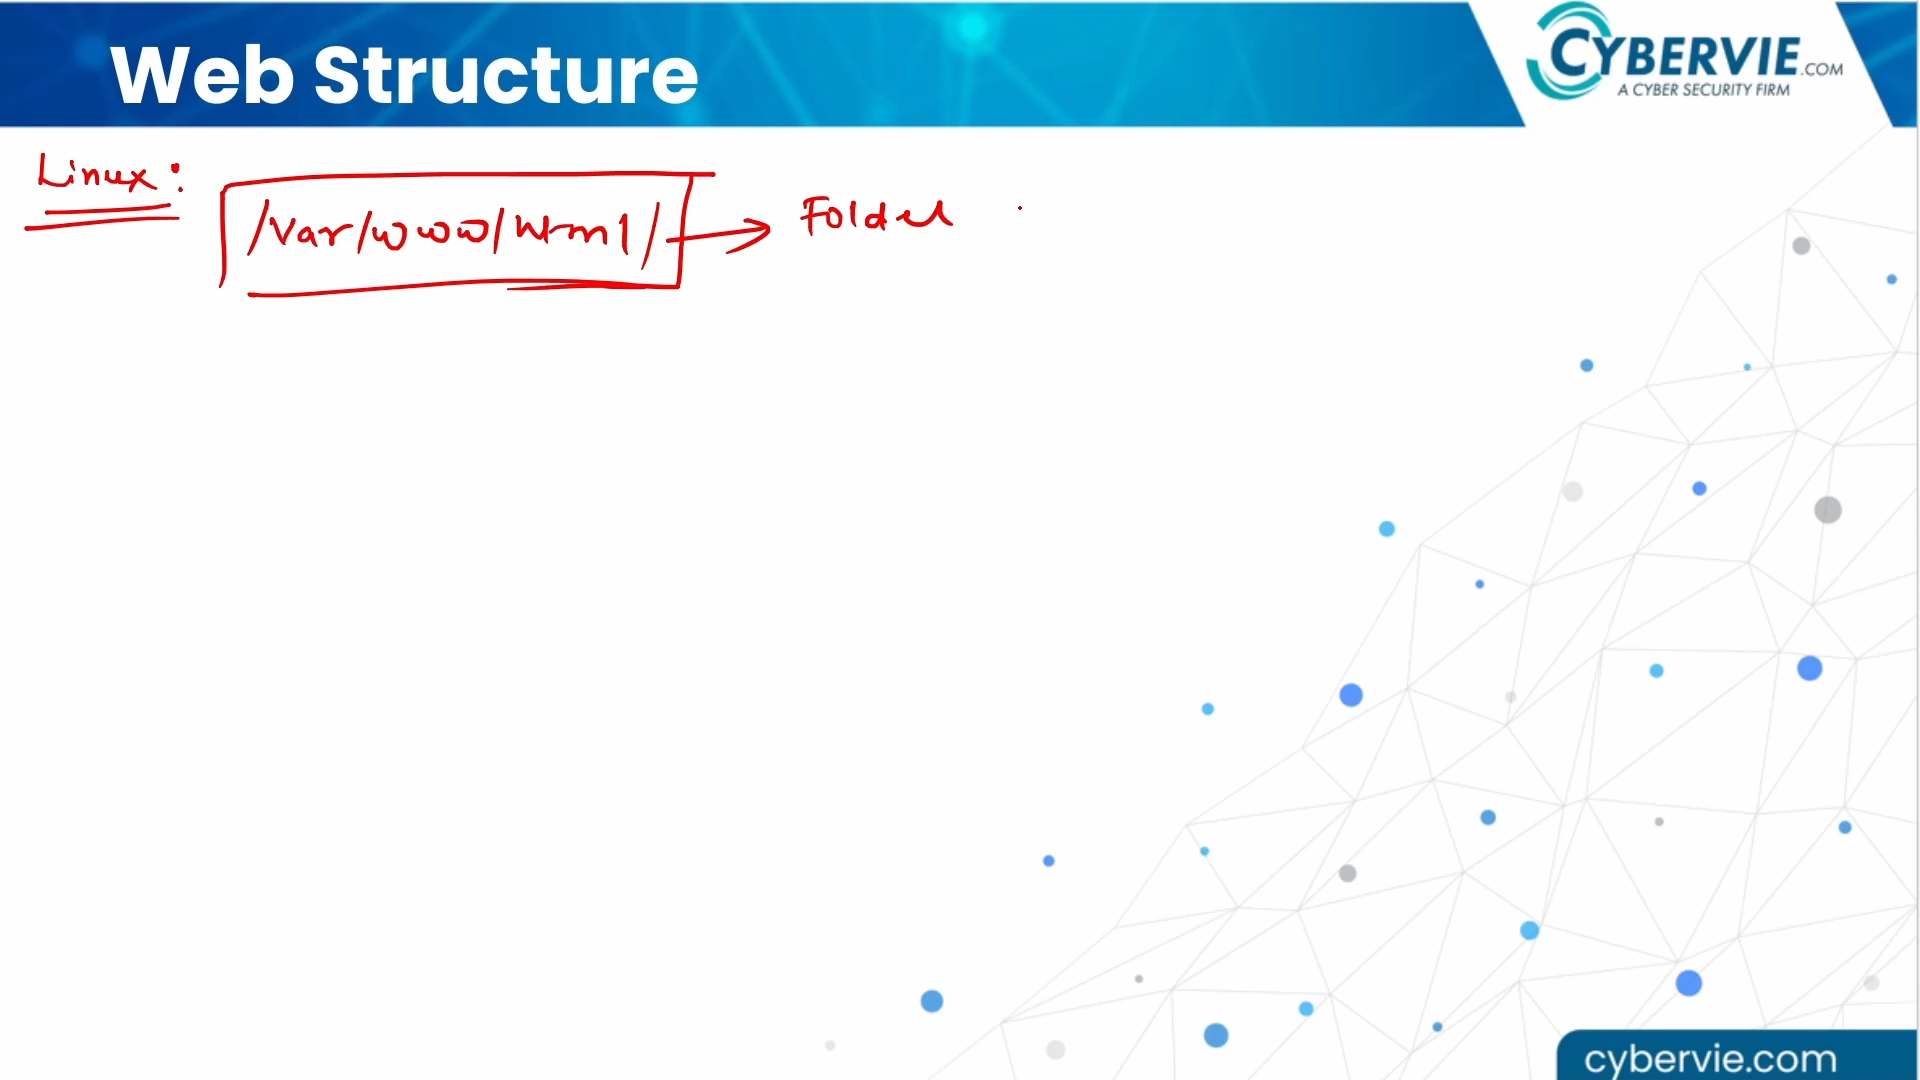 Web Structure
CYBERVIE.COM
A CYBER SECURITY FIRM
Linux:
/var/www/html/ → Folder
cybervie.com